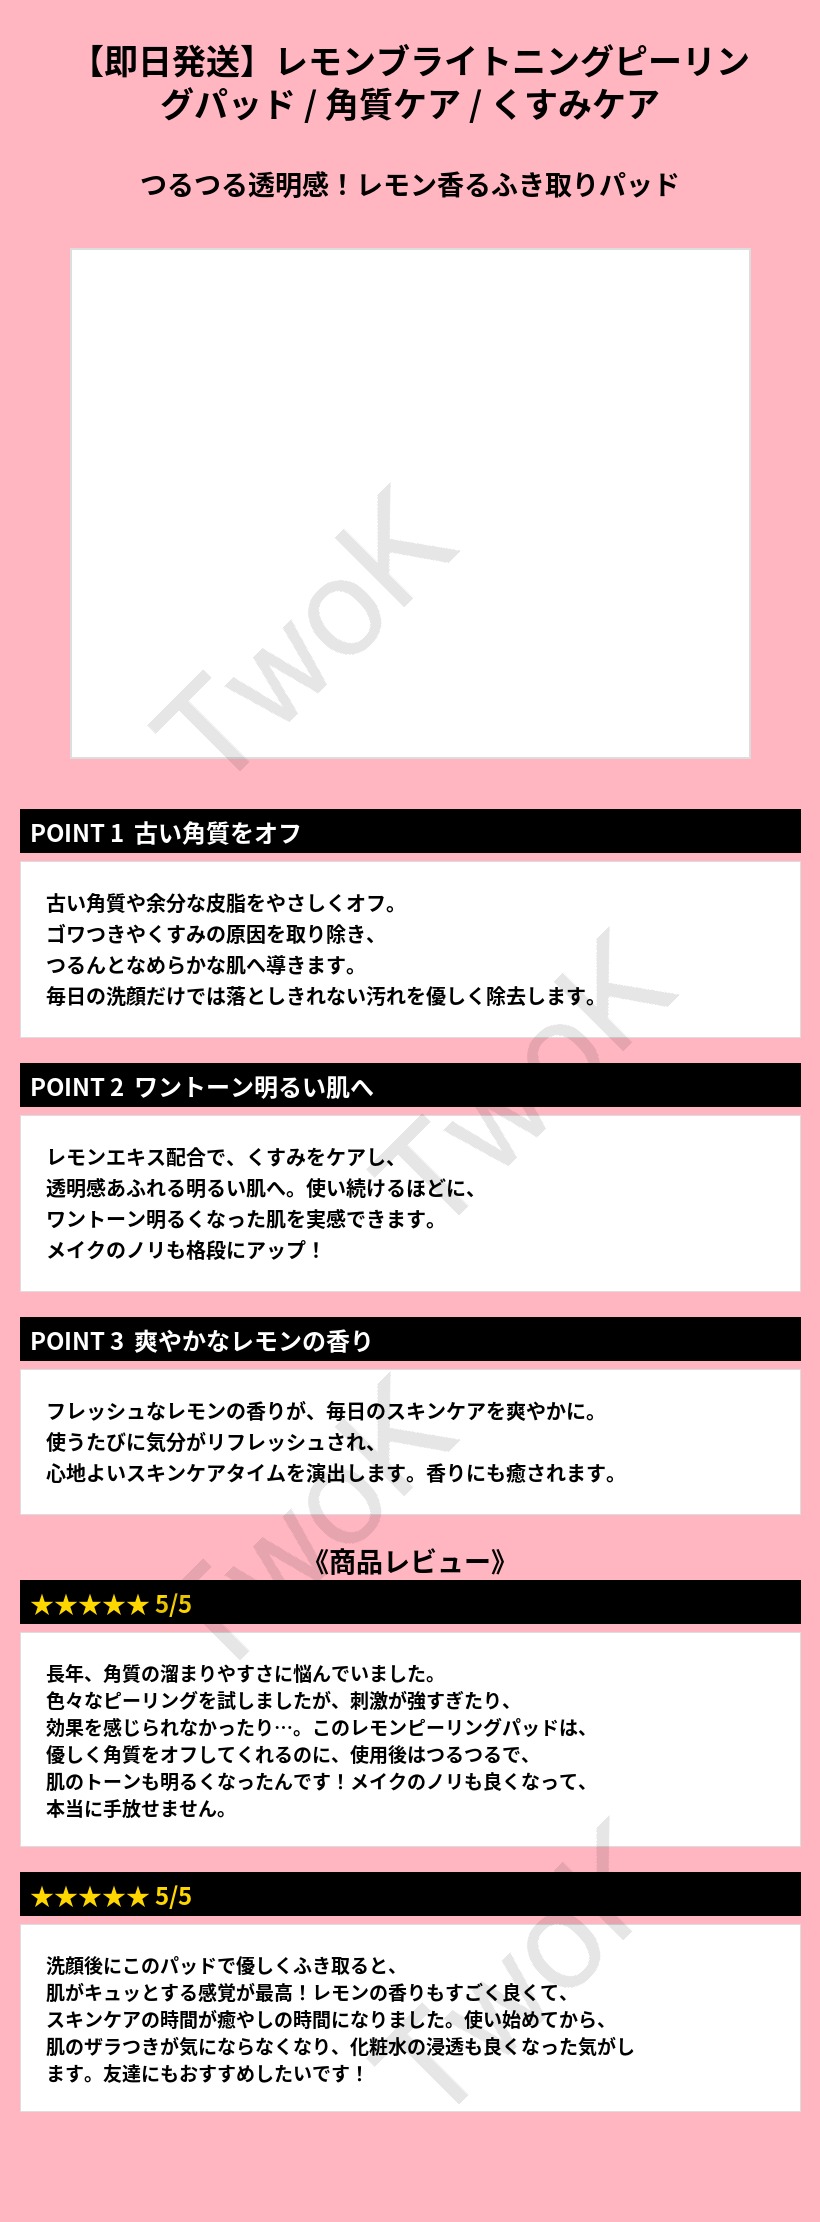 【即日発送】レモンブライトニングピーリン
グパッド / 角質ケア / くすみケア
つるつる透明感！レモン香るふき取りパッド
TwoK
POINT 1 古い角質をオフ
古い角質や余分な皮脂をやさしくオフ。
ゴワつきやくすみの原因を取り除き、
つるんとなめらかな肌へ導きます。
毎日の洗顔だけでは落としきれない汚れを優しく除去します。
TwoK
POINT 2 ワントーン明るい肌へ
レモンエキス配合で、くすみをケアし、
透明感あふれる明るい肌へ。使い続けるほどに、
ワントーン明るくなった肌を実感できます。
メイクのノリも格段にアップ！
POINT 3 爽やかなレモンの香り
フレッシュなレモンの香りが、毎日のスキンケアを爽やかに。
使うたびに気分がリフレッシュされ、
心地よいスキンケアタイムを演出します。香りにも癒されます。
TwoK
《商品レビュー》
★★★★★ 5/5
長年、角質の溜まりやすさに悩んでいました。
色々なピーリングを試しましたが、刺激が強すぎたり、
効果を感じられなかったり…。このレモンピーリングパッドは、
優しく角質をオフしてくれるのに、使用後はつるつるで、
肌のトーンも明るくなったんです！メイクのノリも良くなって、
本当に手放せません。
★★★★★ 5/5
洗顔後にこのパッドで優しくふき取ると、
肌がキュッとする感覚が最高！レモンの香りもすごく良くて、
スキンケアの時間が癒やしの時間になりました。使い始めてから、
肌のザラつきが気にならなくなり、化粧水の浸透も良くなった気がし
ます。友達にもおすすめしたいです！
TwoK